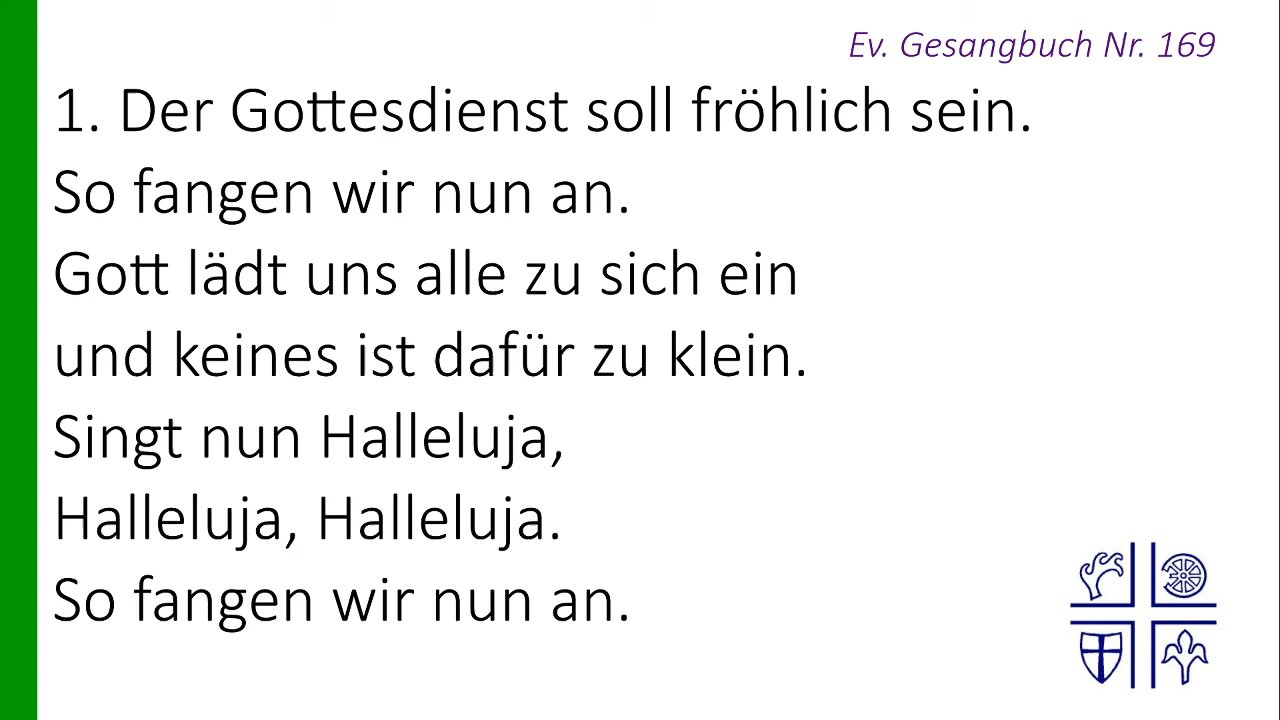 Ev. Gesangbuch Nr. 169
1. Der Gottesdienst soll fröhlich sein.
So fangen wir nun an.
Gott lädt uns alle zu sich ein
und keines ist dafür zu klein.
Singt nun Halleluja,
Halleluja, Halleluja.
So fangen wir nun an.